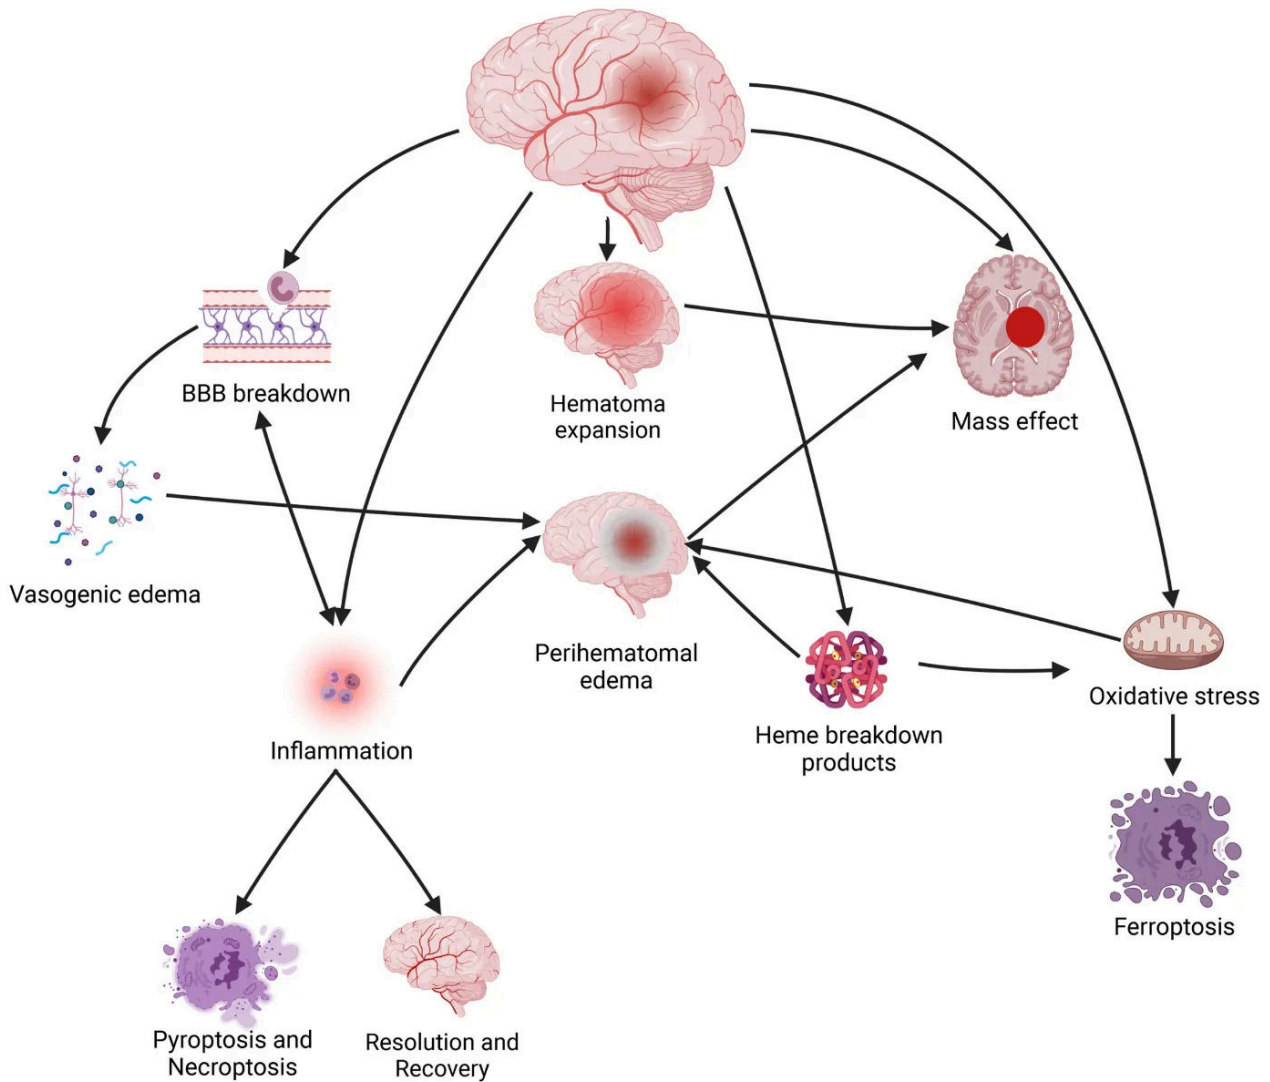 BBB breakdown
Hematoma
expansion
Mass effect
Vasogenic edema
Perihematomal
edema
Oxidative stress
Heme breakdown
products
Inflammation
Ferroptosis
Pyroptosis and
Necroptosis
Resolution and
Recovery